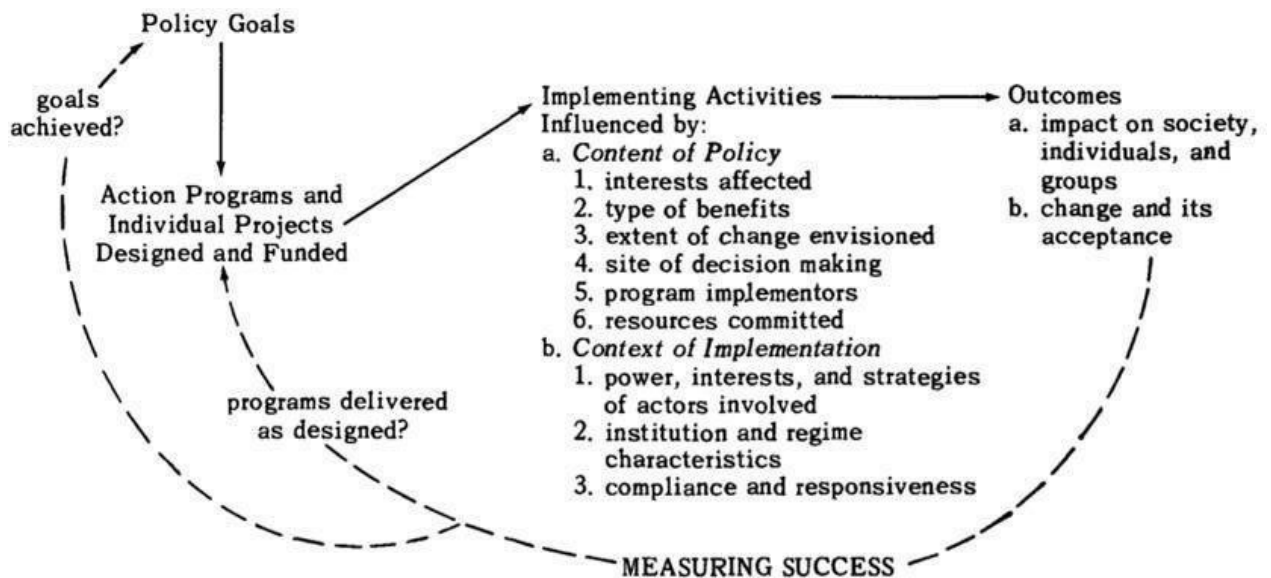 Policy Goals
goals
achieved?
Action Programs and
Individual Projects
Designed and Funded
programs delivered
as designed?
Implementing Activities
Influenced by:
a. Content of Policy
1. interests affected
2. type of benefits
3. extent of change envisioned
4. site of decision making
5. program implementors
6. resources committed
b. Context of Implementation
1. power, interests, and strategies
of actors involved
2. institution and regime
characteristics
3. compliance and responsiveness
Outcomes
a. impact on society,
individuals, and
groups
b. change and its
acceptance
MEASURING SUCCESS